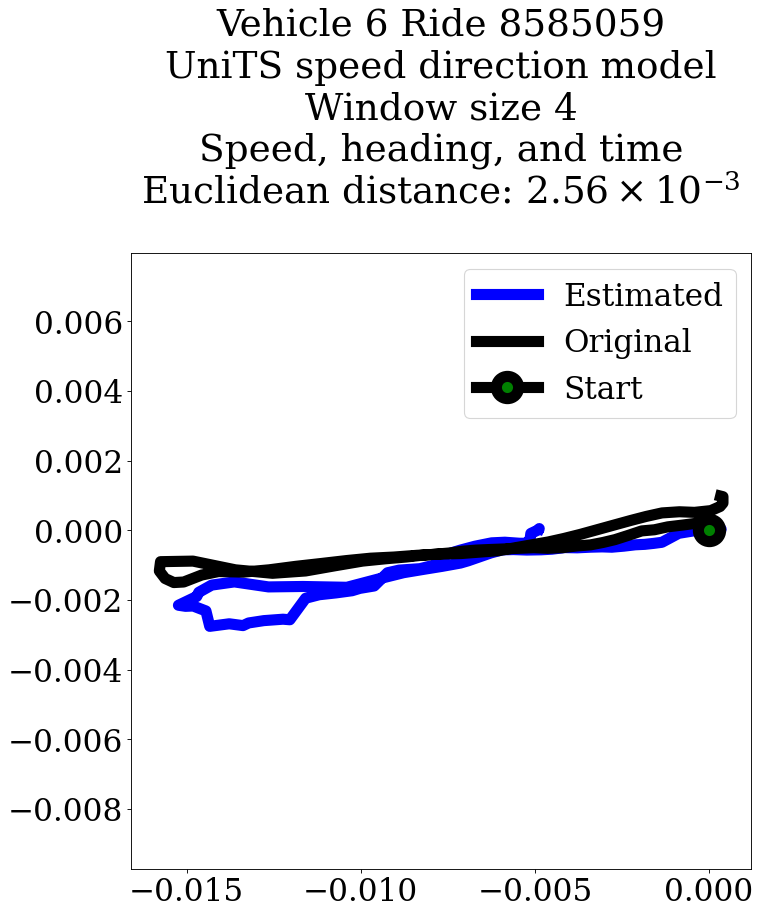 Vehicle 6 Ride 8585059
UniTS speed direction model
Window size 4
Speed, heading, and time
Euclidean distance: 2.56 × 10⁻³
Estimated
Original
Start
0.006
0.004
0.002
0.000
−0.002
−0.004
−0.006
−0.008
−0.015 −0.010 −0.005 0.000